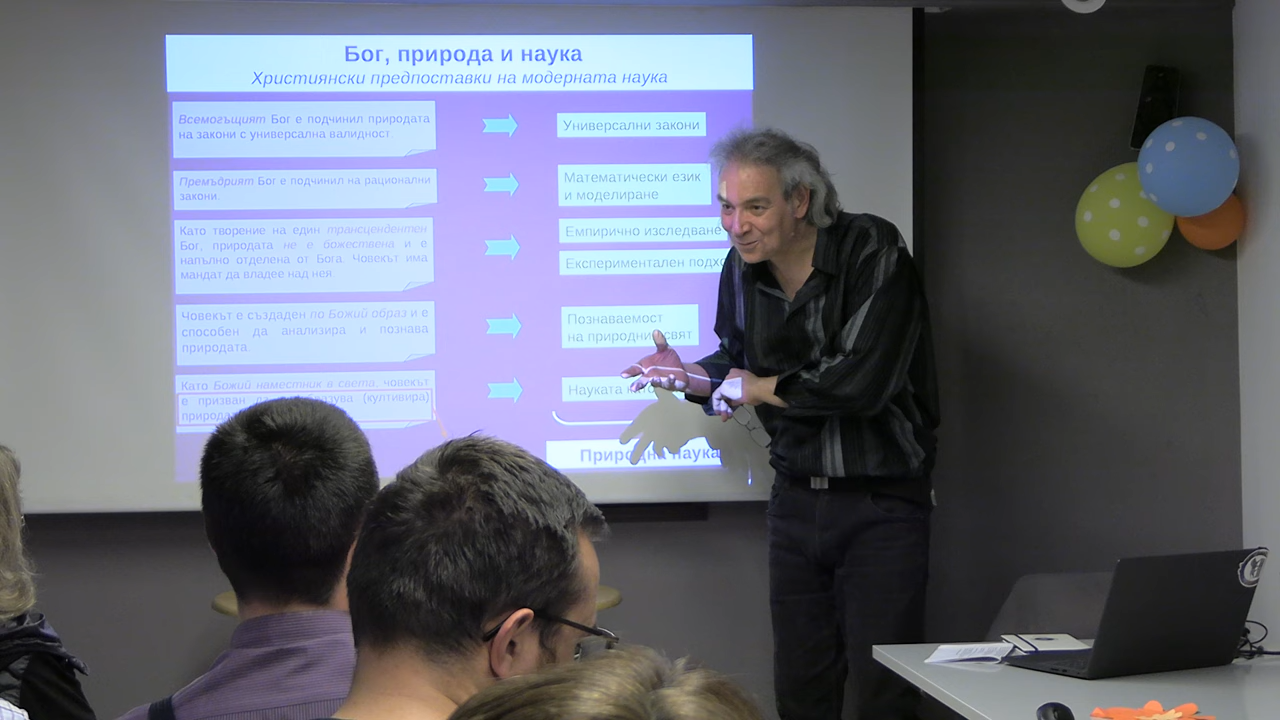 Бог, природа и наука
Християнски предпоставки на модерната наука
Всемогъщият Бог е подчинил природата
на закони с универсална валидност.
Универсални закони
Премъдрият Бог е подчинил на рационални
закони.
Математически език
и моделиране
Като творение на един трансцендентен
Бог, природата не е божествена и е
напълно отделена от Бога. Човекът има
мандат да владее над нея.
Емпирично изследване
Експериментален подхо
Човекът е създаден по Божий образ и е
способен да анализира и познава
природата.
Познаваемост
на природния свят
Като Божий наместник в света, човекът
е призван (култивира)
Науката като
Природна наука